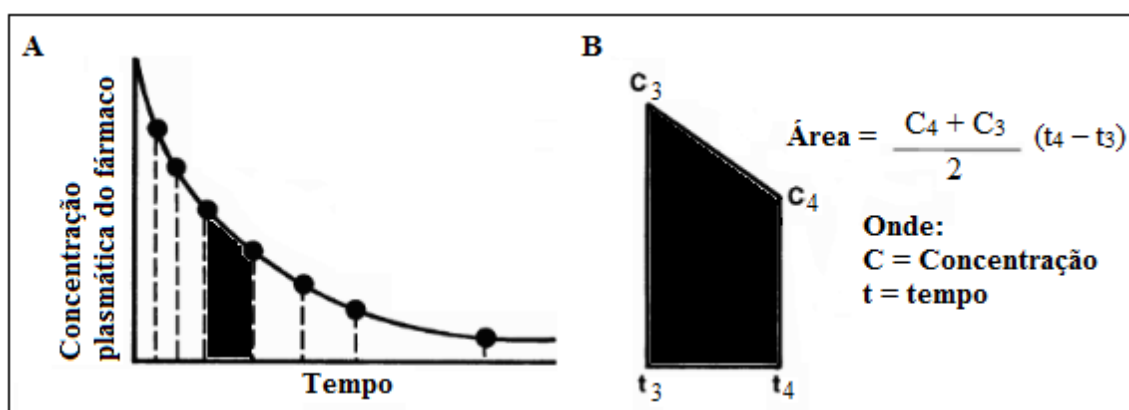 A
Concentração
plasmática do fármaco
Tempo
B
C3
C4
t3
t4
Área = C4 + C3 / 2 (t4 – t3)
Onde:
C = Concentração
t = tempo